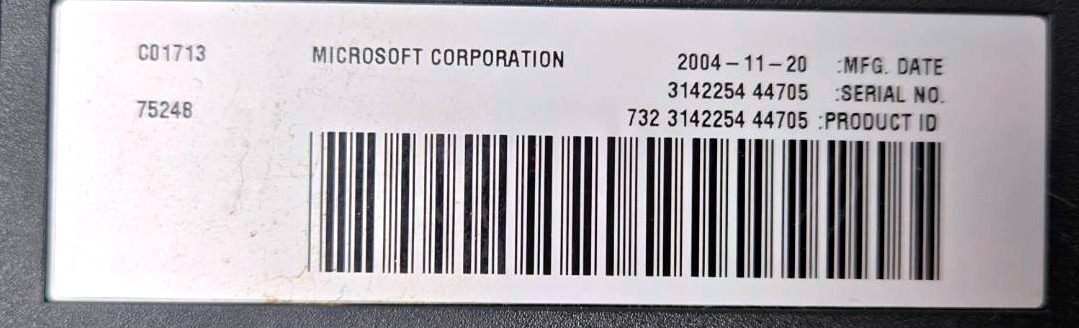 C01713 MICROSOFT CORPORATION 2004-11-20 :MFG. DATE
3142254 44705 :SERIAL NO.
75248 732 3142254 44705 :PRODUCT ID